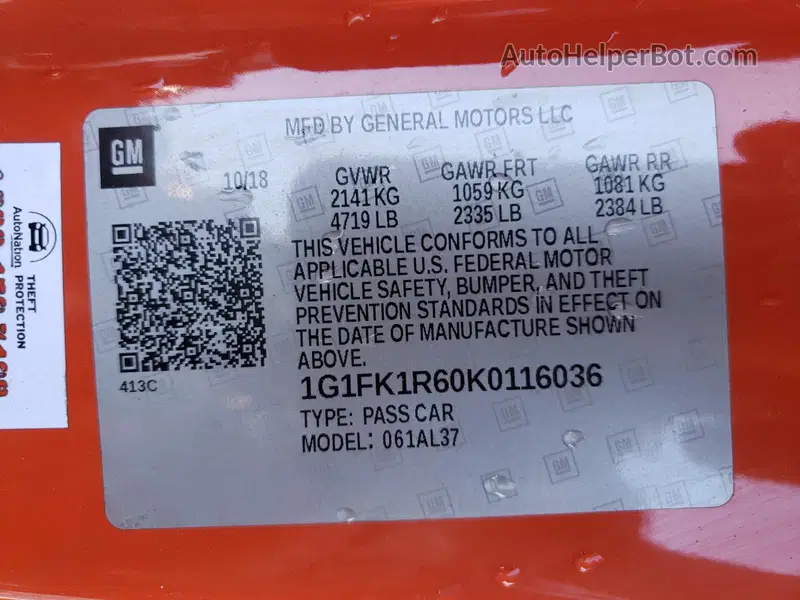 AutoHelperBot.com
MFD BY GENERAL MOTORS LLC
GM
10/18
GVWR GAWR FRT GAWR RR
2141 KG 1059 KG 1081 KG
4719 LB 2335 LB 2384 LB
THIS VEHICLE CONFORMS TO ALL
APPLICABLE U.S. FEDERAL MOTOR
VEHICLE SAFETY, BUMPER, AND THEFT
PREVENTION STANDARDS IN EFFECT ON
THE DATE OF MANUFACTURE SHOWN
ABOVE.
413C
1G1FK1R60K0116036
TYPE: PASS CAR
MODEL: 061AL37
AutoNation
THEFT
PROTECTION